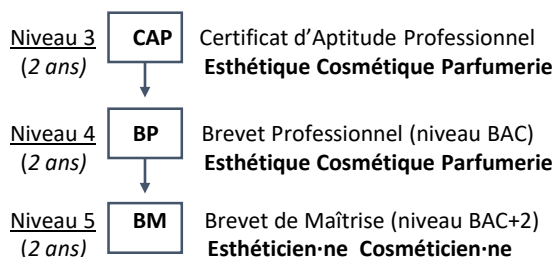 Niveau 3 CAP Certificat d’Aptitude Professionnel
(2 ans) Esthétique Cosmétique Parfumerie
Niveau 4 BP Brevet Professionnel (niveau BAC)
(2 ans) Esthétique Cosmétique Parfumerie
Niveau 5 BM Brevet de Maîtrise (niveau BAC+2)
(2 ans) Esthéticien·ne Cosméticien·ne